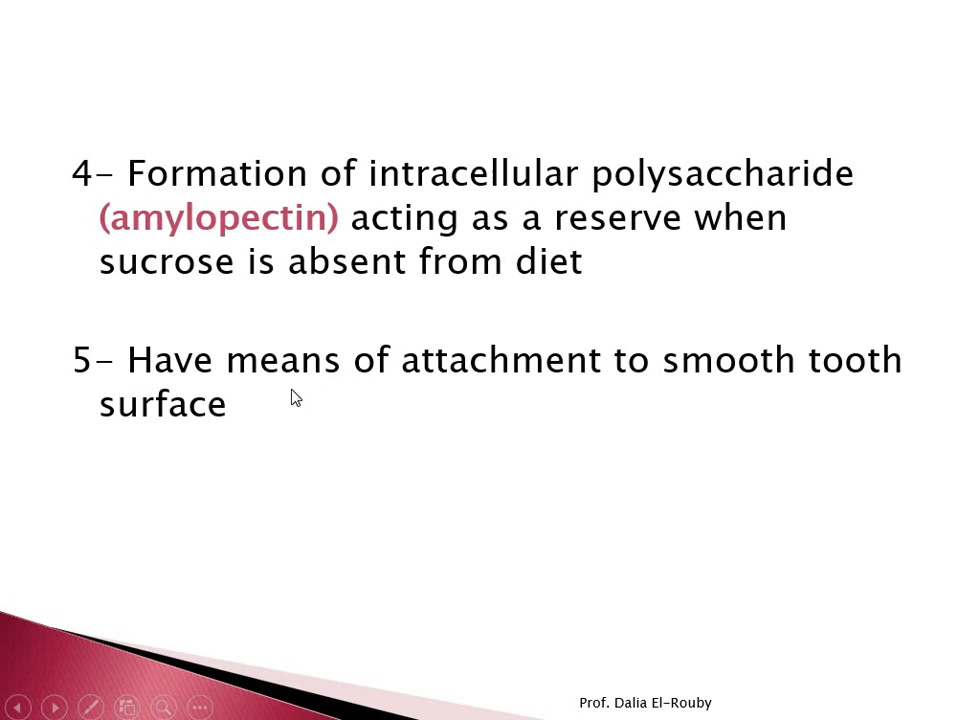 4- Formation of intracellular polysaccharide
(amylopectin) acting as a reserve when
sucrose is absent from diet
5- Have means of attachment to smooth tooth
surface
Prof. Dalia El-Rouby